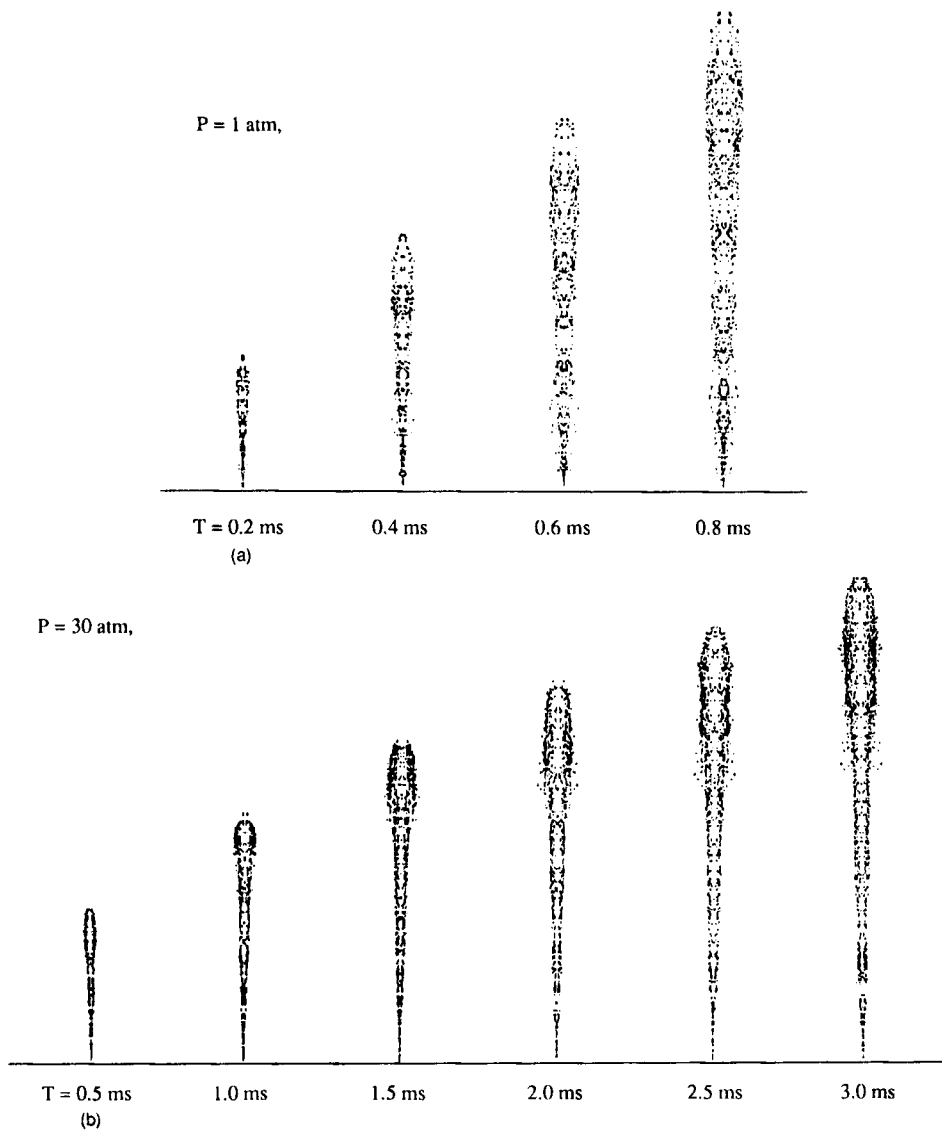 P = 1 atm,
T = 0.2 ms 0.4 ms 0.6 ms 0.8 ms
(a)
P = 30 atm,
T = 0.5 ms 1.0 ms 1.5 ms 2.0 ms 2.5 ms 3.0 ms
(b)